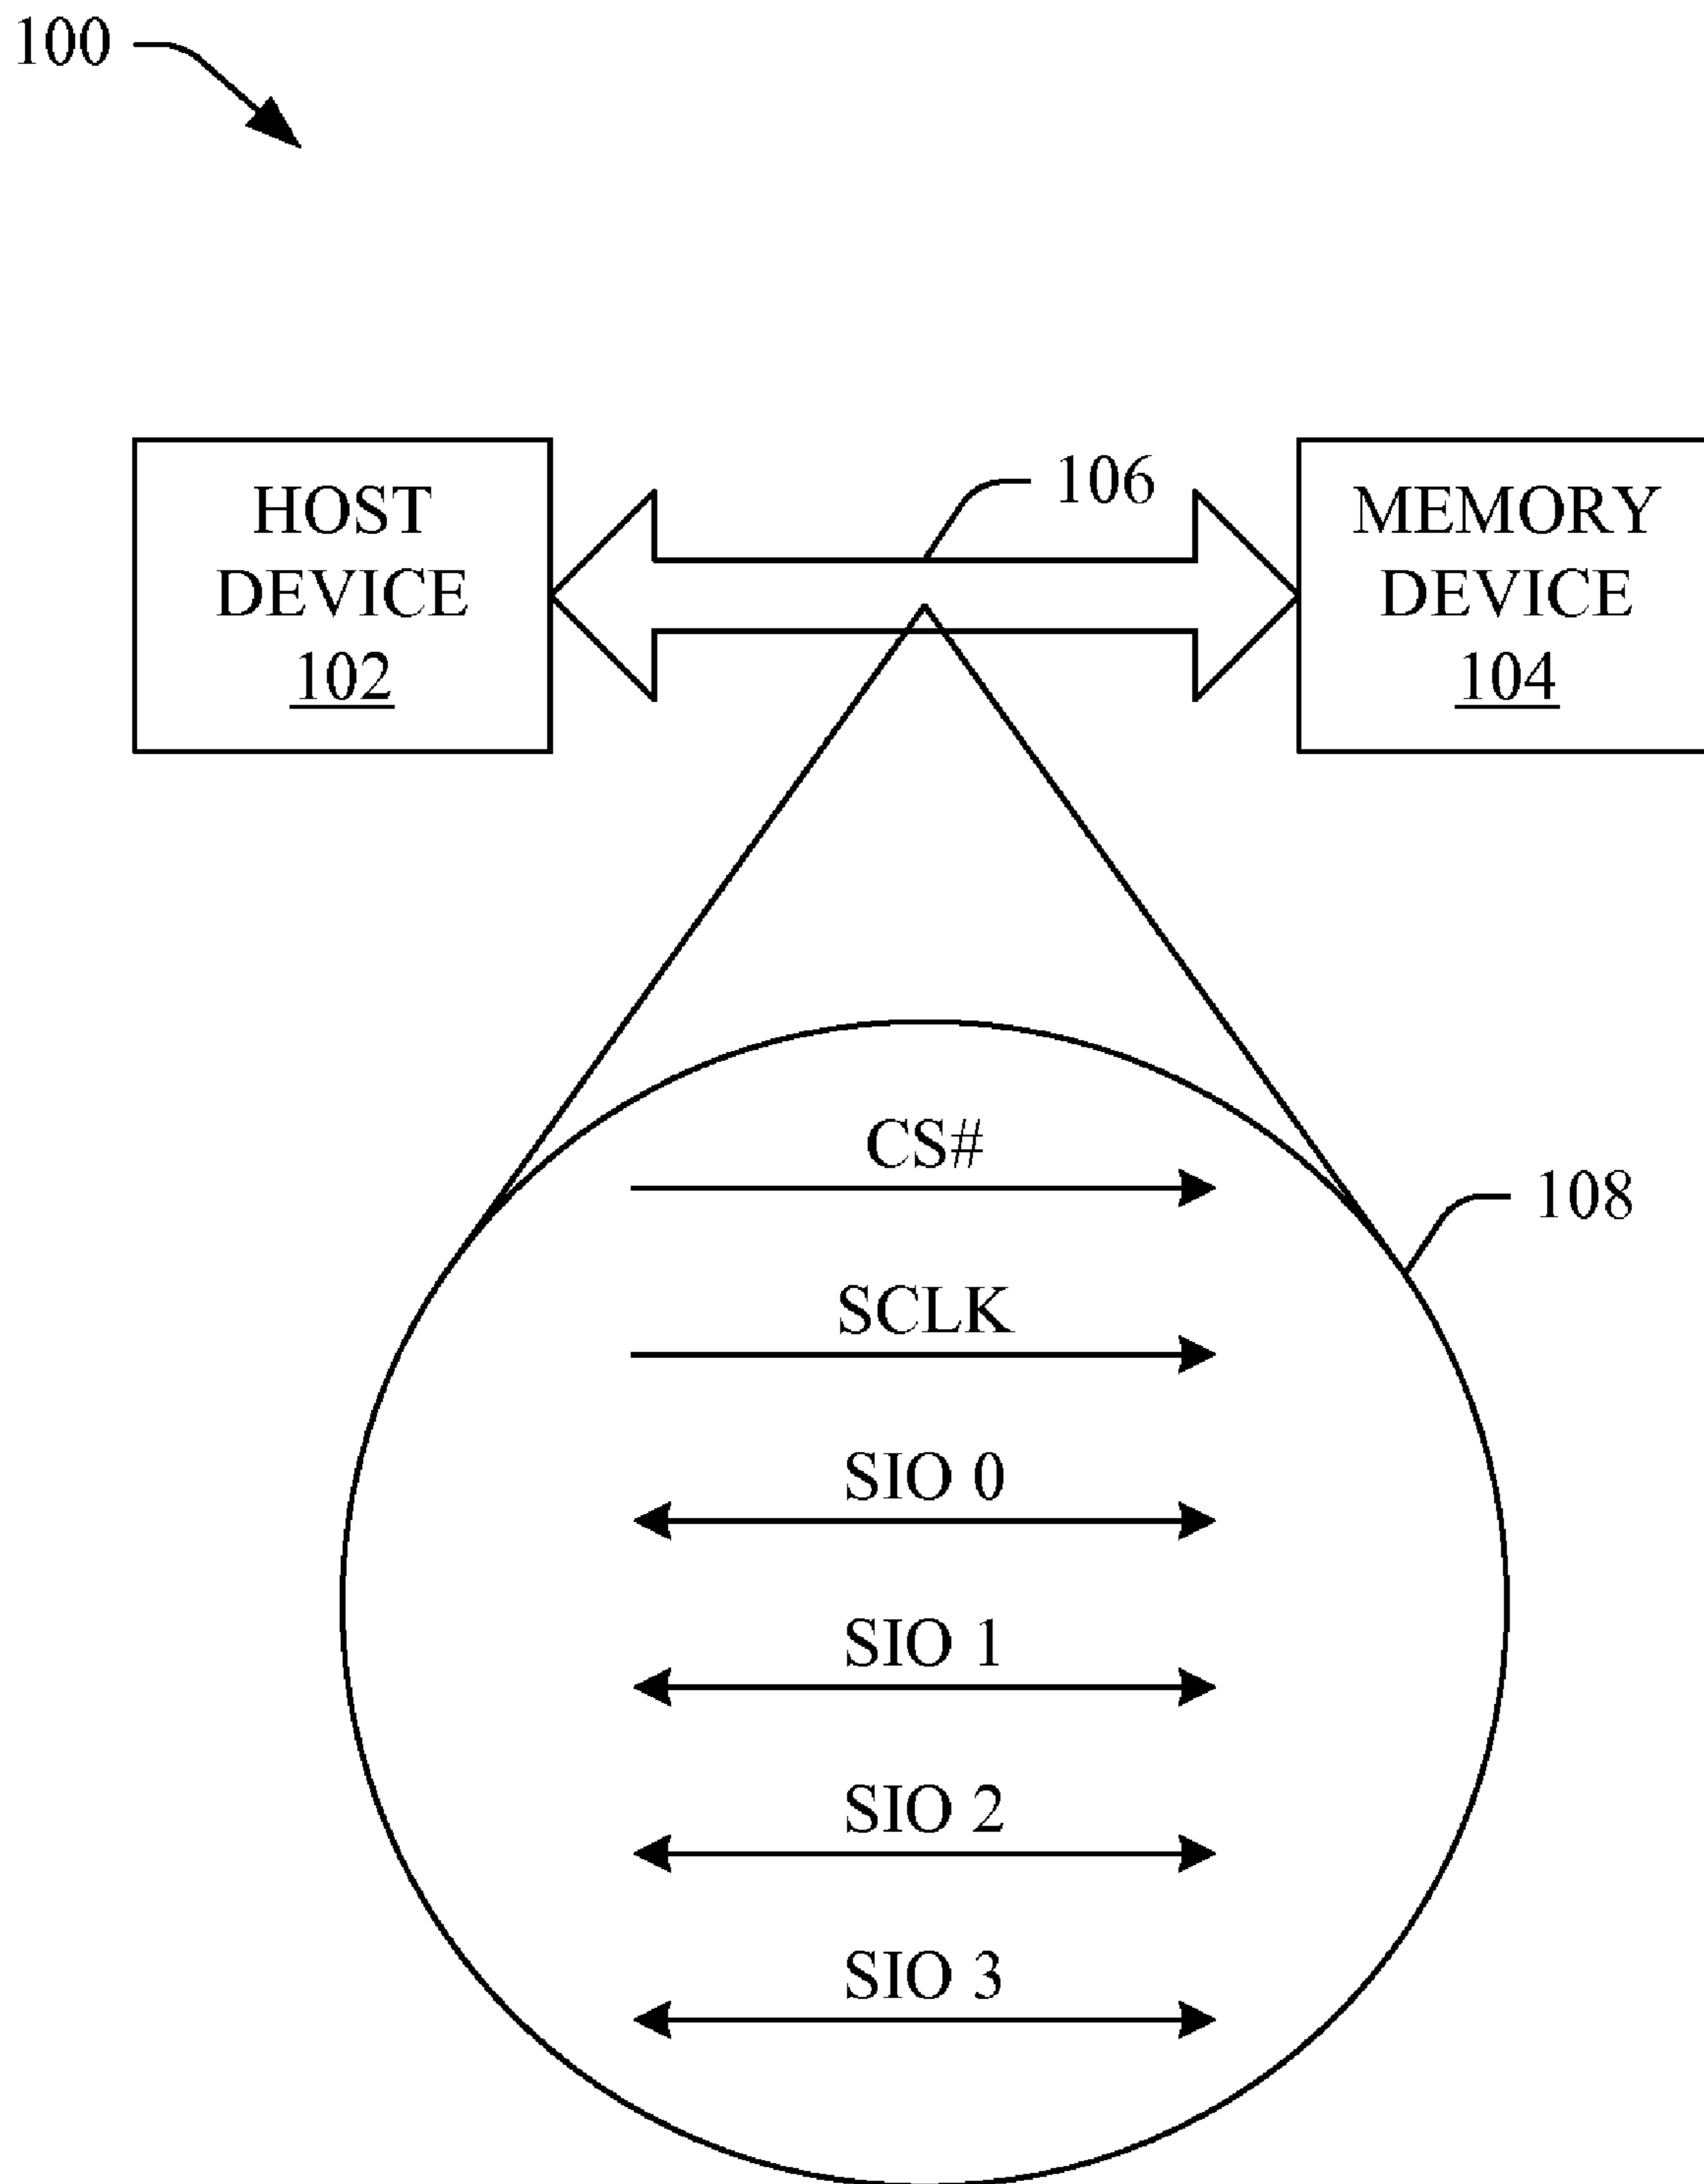 100
106
HOST
DEVICE
102
MEMORY
DEVICE
104
CS#
108
SCLK
SIO 0
SIO 1
SIO 2
SIO 3